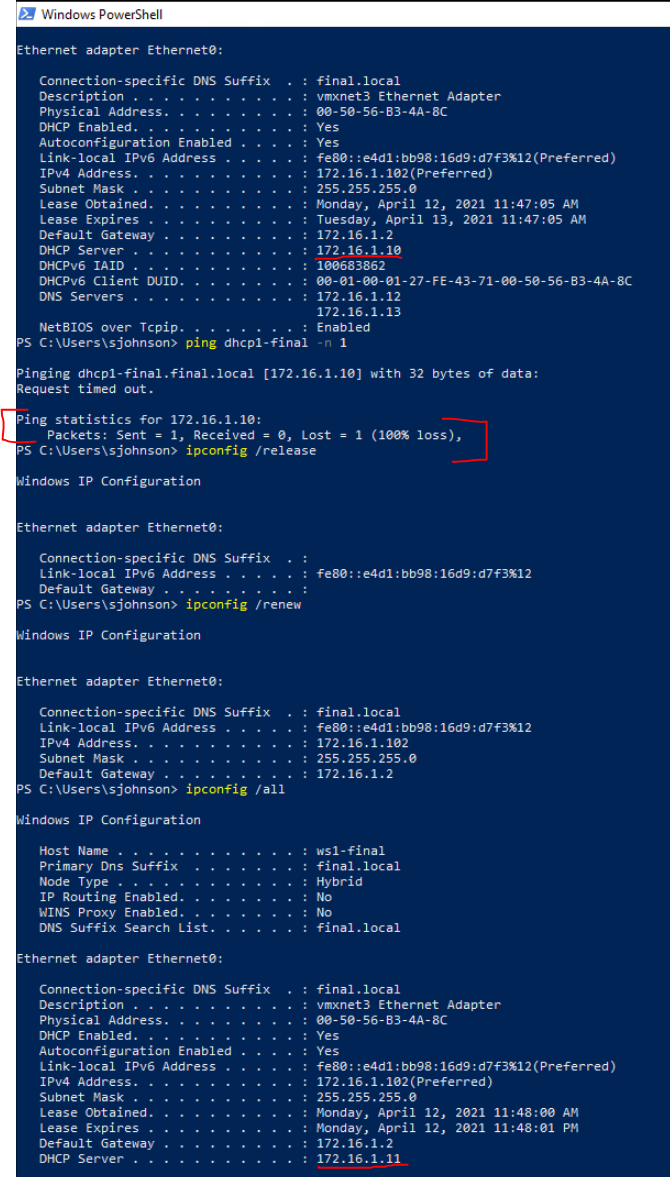 Windows PowerShell
Ethernet adapter Ethernet0:
Connection-specific DNS Suffix  . : final.local
Description . . . . . . . . . . . : vmxnet3 Ethernet Adapter
Physical Address. . . . . . . . . : 00-50-56-B3-4A-8C
DHCP Enabled. . . . . . . . . . . : Yes
Autoconfiguration Enabled . . . . : Yes
Link-local IPv6 Address . . . . . : fe80::e4d1:bb98:16d9:d7f3%12(Preferred)
IPv4 Address. . . . . . . . . . . : 172.16.1.102(Preferred)
Subnet Mask . . . . . . . . . . . : 255.255.255.0
Lease Obtained. . . . . . . . . . : Monday, April 12, 2021 11:47:05 AM
Lease Expires . . . . . . . . . . : Tuesday, April 13, 2021 11:47:05 AM
Default Gateway . . . . . . . . . : 172.16.1.2
DHCP Server . . . . . . . . . . . : 172.16.1.10
DHCPv6 IAID . . . . . . . . . . . : 100683862
DHCPv6 Client DUID. . . . . . . . : 00-01-00-01-27-FE-43-71-00-50-56-B3-4A-8C
DNS Servers . . . . . . . . . . . : 172.16.1.12
172.16.1.13
NetBIOS over Tcpip. . . . . . . . : Enabled
PS C:\Users\sjohnson> ping dhcp1-final -n 1
Pinging dhcp1-final.final.local [172.16.1.10] with 32 bytes of data:
Request timed out.
Ping statistics for 172.16.1.10:
Packets: Sent = 1, Received = 0, Lost = 1 (100% loss),
PS C:\Users\sjohnson> ipconfig /release
Windows IP Configuration
Ethernet adapter Ethernet0:
Connection-specific DNS Suffix  . :
Link-local IPv6 Address . . . . . : fe80::e4d1:bb98:16d9:d7f3%12
Default Gateway . . . . . . . . . :
PS C:\Users\sjohnson> ipconfig /renew
Windows IP Configuration
Ethernet adapter Ethernet0:
Connection-specific DNS Suffix  . : final.local
Link-local IPv6 Address . . . . . : fe80::e4d1:bb98:16d9:d7f3%12
IPv4 Address. . . . . . . . . . . : 172.16.1.102
Subnet Mask . . . . . . . . . . . : 255.255.255.0
Default Gateway . . . . . . . . . : 172.16.1.2
PS C:\Users\sjohnson> ipconfig /all
Windows IP Configuration
Host Name . . . . . . . . . . . . : ws1-final
Primary Dns Suffix  . . . . . . . : final.local
Node Type . . . . . . . . . . . . : Hybrid
IP Routing Enabled. . . . . . . . : No
WINS Proxy Enabled. . . . . . . . : No
DNS Suffix Search List. . . . . . : final.local
Ethernet adapter Ethernet0:
Connection-specific DNS Suffix  . : final.local
Description . . . . . . . . . . . : vmxnet3 Ethernet Adapter
Physical Address. . . . . . . . . : 00-50-56-B3-4A-8C
DHCP Enabled. . . . . . . . . . . : Yes
Autoconfiguration Enabled . . . . : Yes
Link-local IPv6 Address . . . . . : fe80::e4d1:bb98:16d9:d7f3%12(Preferred)
IPv4 Address. . . . . . . . . . . : 172.16.1.102(Preferred)
Subnet Mask . . . . . . . . . . . : 255.255.255.0
Lease Obtained. . . . . . . . . . : Monday, April 12, 2021 11:48:00 AM
Lease Expires . . . . . . . . . . : Monday, April 12, 2021 11:48:01 PM
Default Gateway . . . . . . . . . : 172.16.1.2
DHCP Server . . . . . . . . . . . : 172.16.1.11